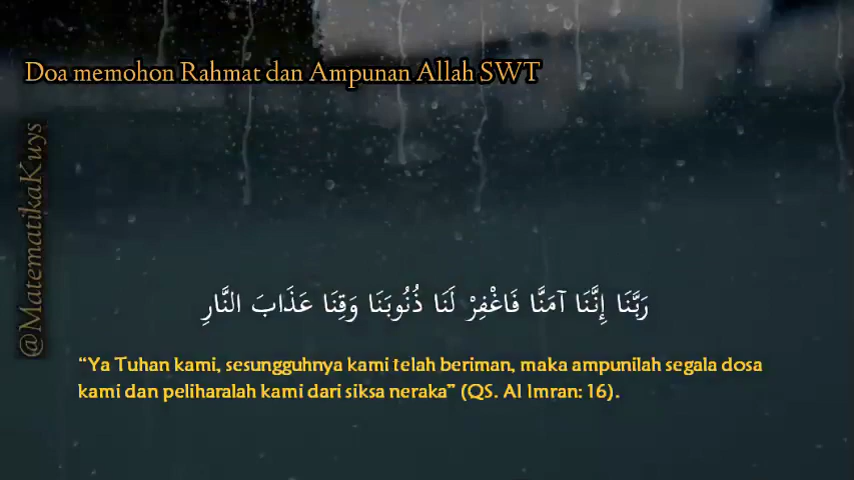 Doa memohon Rahmat dan Ampunan Allah SWT
@MatematikaKuys
رَبَّنَا إِنَّنَا آمَنَّا فَاغْفِرْ لَنَا ذُنُوبَنَا وَقِنَا عَذَابَ النَّارِ
“Ya Tuhan kami, sesungguhnya kami telah beriman, maka ampunilah segala dosa
kami dan peliharalah kami dari siksa neraka” (QS. Al Imran: 16).